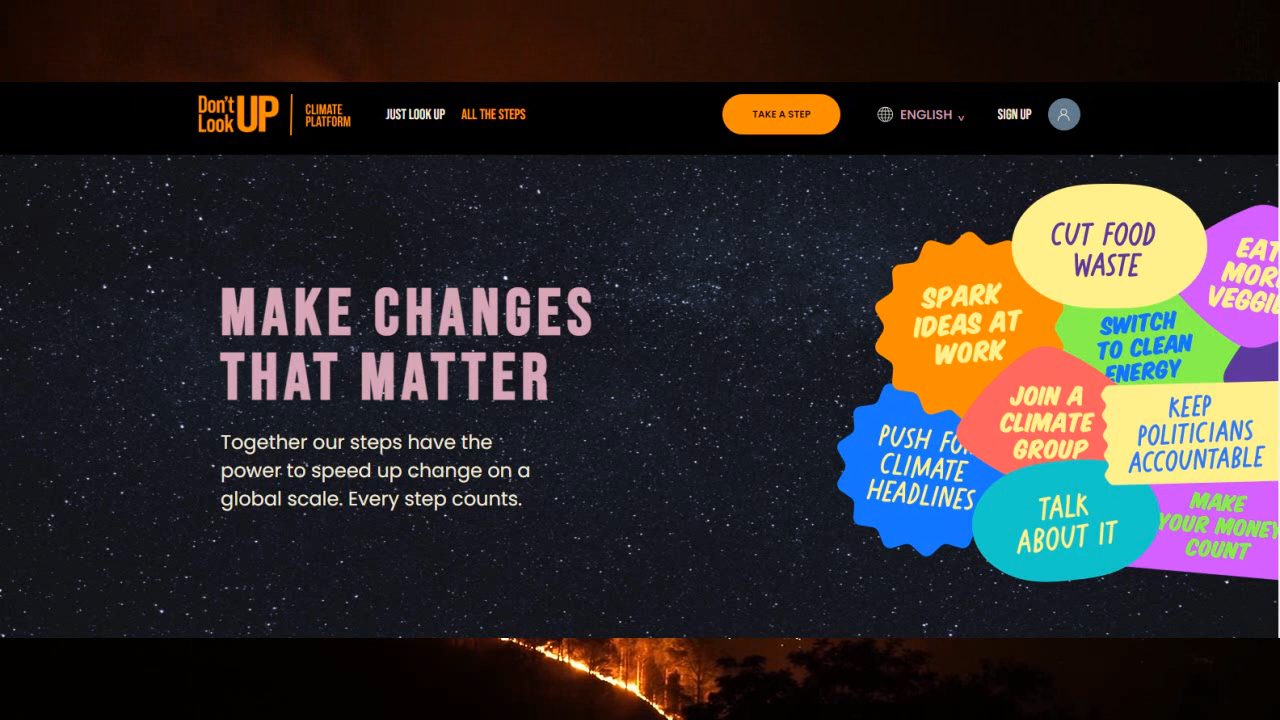 Don't
Look UP
CLIMATE
PLATFORM
JUST LOOK UP
ALL THE STEPS
TAKE A STEP
ENGLISH
SIGN UP
MAKE CHANGES
THAT MATTER
Together our steps have the
power to speed up change on a
global scale. Every step counts.
CUT FOOD
WASTE
SPARK
IDEAS AT
WORK
SWITCH
TO CLEAN
ENERGY
JOIN A
CLIMATE
GROUP
KEEP
POLITICIANS
ACCOUNTABLE
PUSH
CLIMATE
HEADLINES
TALK
ABOUT IT
MAKE
YOUR MONEY
COUNT